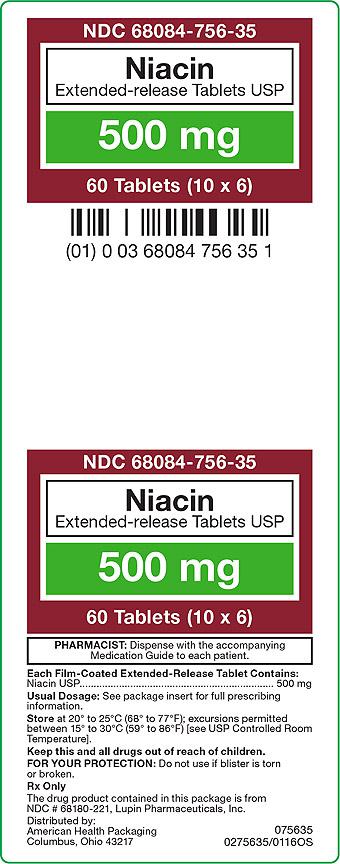 NDC 68084-756-35
Niacin
Extended-release Tablets USP
500 mg
60 Tablets (10 x 6)
(01) 0 03 68084 756 35 1
NDC 68084-756-35
Niacin
Extended-release Tablets USP
500 mg
60 Tablets (10 x 6)
PHARMACIST: Dispense with the accompanying
Medication Guide to each patient.
Each Film-Coated Extended-Release Tablet Contains:
Niacin USP.......................................................... 500 mg
Usual Dosage: See package insert for full prescribing
information.
Store at 20° to 25°C (68° to 77°F); excursions permitted
between 15° to 30°C (59° to 86°F) [see USP Controlled Room
Temperature].
Keep this and all drugs out of reach of children.
FOR YOUR PROTECTION: Do not use if blister is torn
or broken.
Rx Only
The drug product contained in this package is from
NDC # 68180-221, Lupin Pharmaceuticals, Inc.
Distributed by:
American Health Packaging 075635
Columbus, Ohio 43217 0275635/0116OS